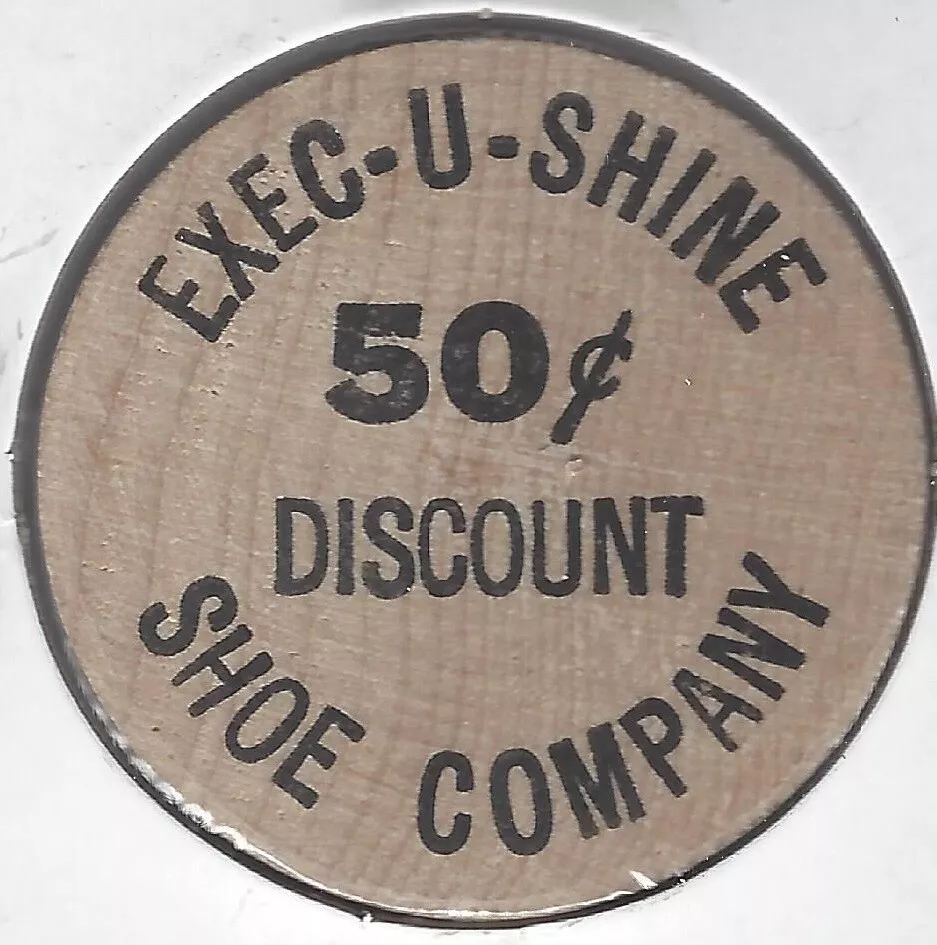 EXEC-U-SHINE
50¢
DISCOUNT
SHOE COMPANY